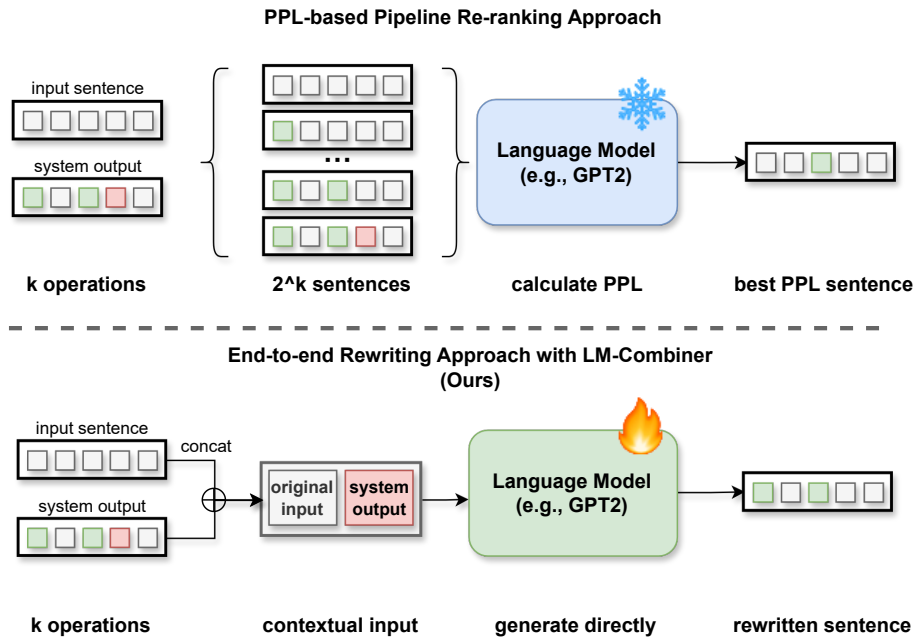 PPL-based Pipeline Re-ranking Approach
input sentence
system output
...
Language Model
(e.g., GPT2)
k operations
2^k sentences
calculate PPL
best PPL sentence
End-to-end Rewriting Approach with LM-Combiner
(Ours)
input sentence
concat
system output
original
input
system
output
Language Model
(e.g., GPT2)
k operations
contextual input
generate directly
rewritten sentence